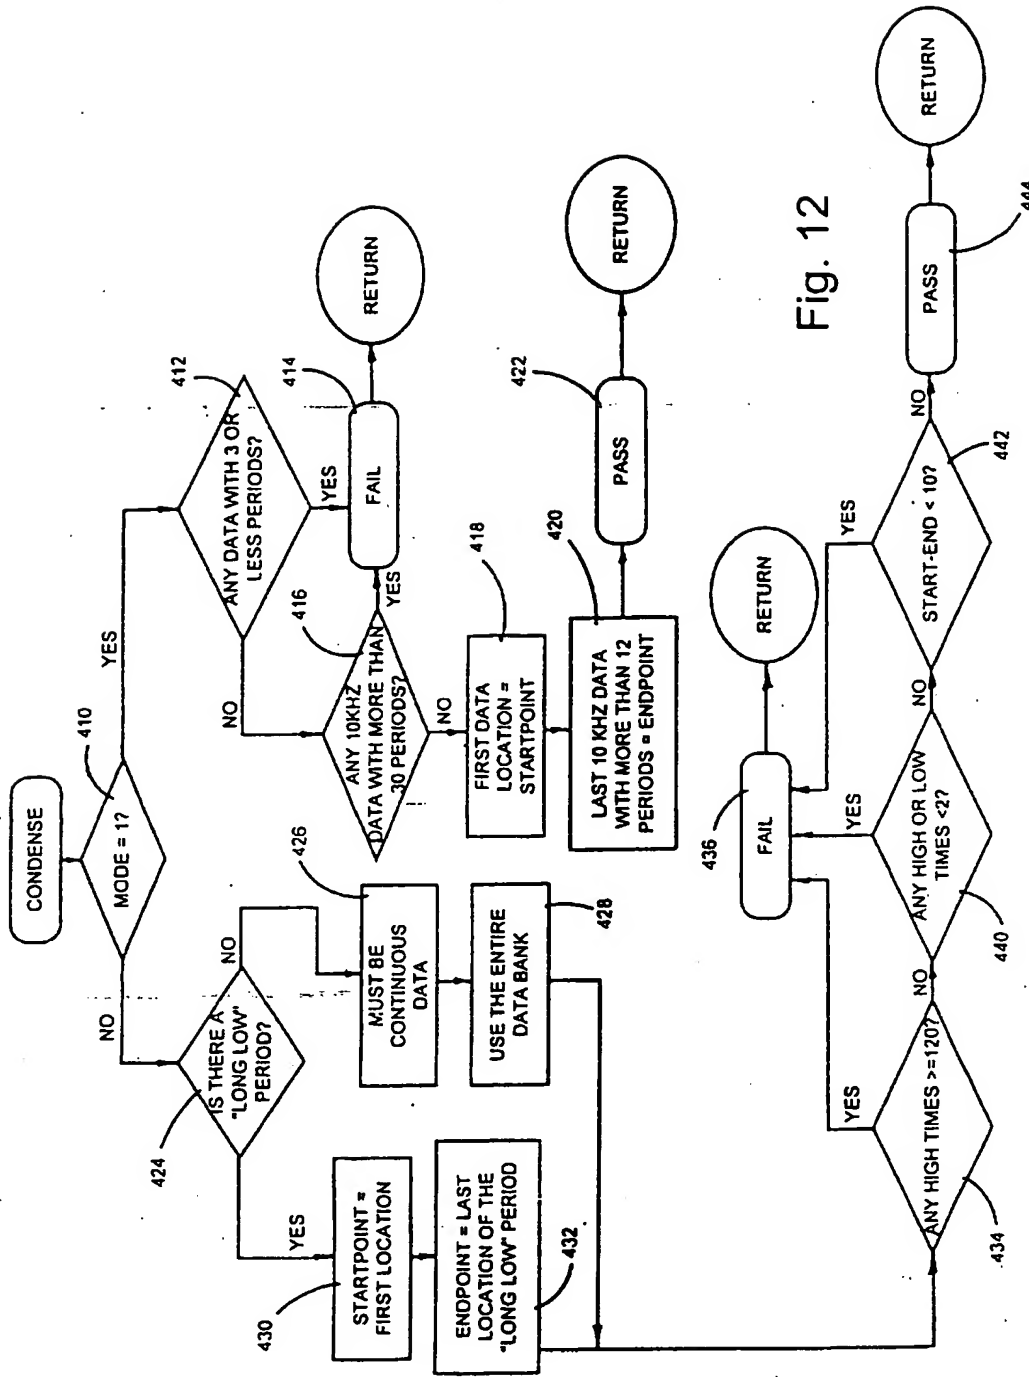 CONDENSE
MODE = 1?
410
YES
NO
ANY DATA WITH 3 OR
LESS PERIODS?
412
YES
NO
FAIL
414
RETURN
ANY 10KHZ
DATA WITH MORE THAN
30 PERIODS?
416
YES
NO
FIRST DATA
LOCATION =
STARTPOINT
418
LAST 10 KHZ DATA
WITH MORE THAN 12
PERIODS = ENDPOINT
420
PASS
422
RETURN
IS THERE A
"LONG LOW"
PERIOD?
424
NO
YES
MUST BE
CONTINUOUS
DATA
426
USE THE ENTIRE
DATA BANK
428
STARTPOINT =
FIRST LOCATION
430
ENDPOINT = LAST
LOCATION OF THE
"LONG LOW" PERIOD
432
ANY HIGH TIMES >=120?
434
YES
NO
FAIL
436
RETURN
ANY HIGH OR LOW
TIMES <2?
440
YES
NO
START-END < 10?
442
YES
NO
PASS
444
RETURN
Fig. 12